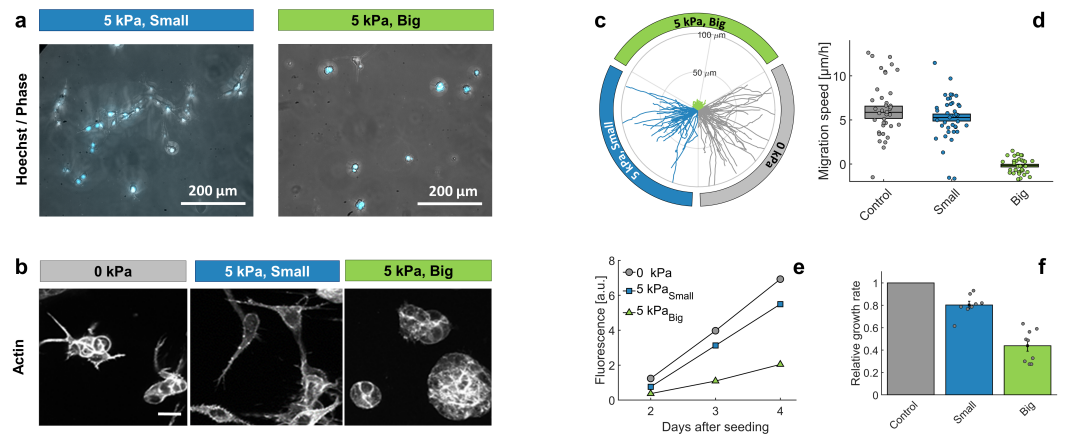 a
5 kPa, Small
5 kPa, Big
Hoechst / Phase
200 µm
200 µm
b
0 kPa
5 kPa, Small
5 kPa, Big
Actin
c
5 kPa, Big
100 µm
50 µm
5 kPa, Small
0 kPa
d
Migration speed [µm/h]
10
5
0
Control
Small
Big
e
Fluorescence [a.u.]
8
6
4
2
0
0 kPa
5 kPaSmall
5 kPaBig
2
3
4
Days after seeding
f
Relative growth rate
1
0.8
0.6
0.4
0.2
0
Control
Small
Big